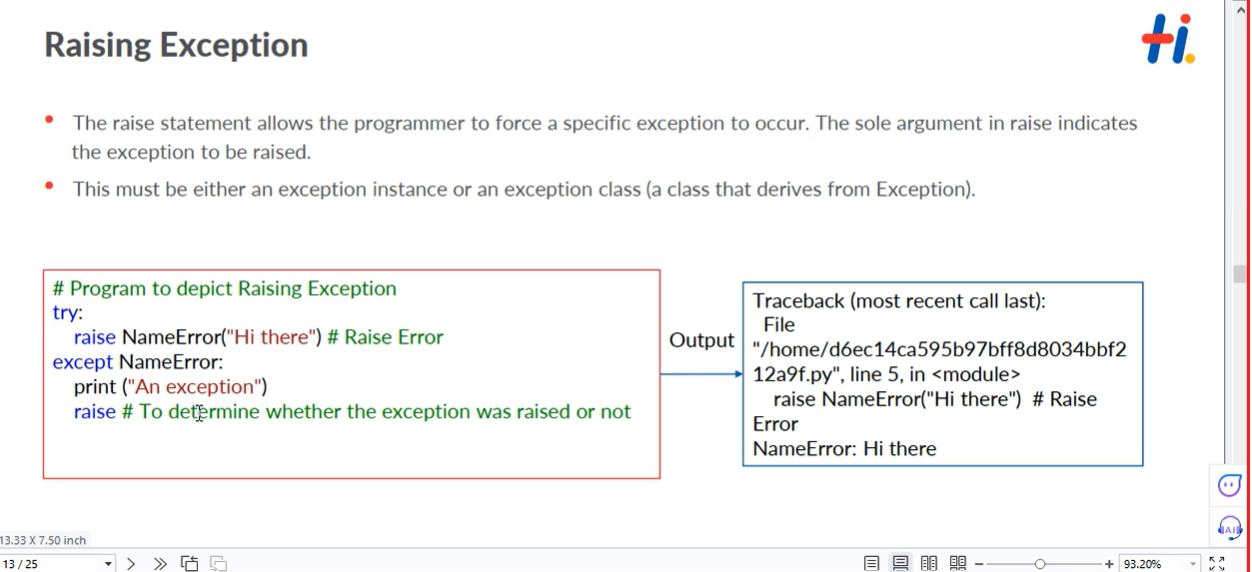 Raising Exception
Hi
The raise statement allows the programmer to force a specific exception to occur. The sole argument in raise indicates
the exception to be raised.
This must be either an exception instance or an exception class (a class that derives from Exception).
# Program to depict Raising Exception
try:
raise NameError("Hi there") # Raise Error
except NameError:
print ("An exception")
raise # To determine whether the exception was raised or not
Output
Traceback (most recent call last):
File
"/home/d6ec14ca595b97bff8d8034bbf2
12a9f.py", line 5, in <module>
raise NameError("Hi there") # Raise
Error
NameError: Hi there
AI
13.33 X 7.50 inch
13 / 25
93.20%